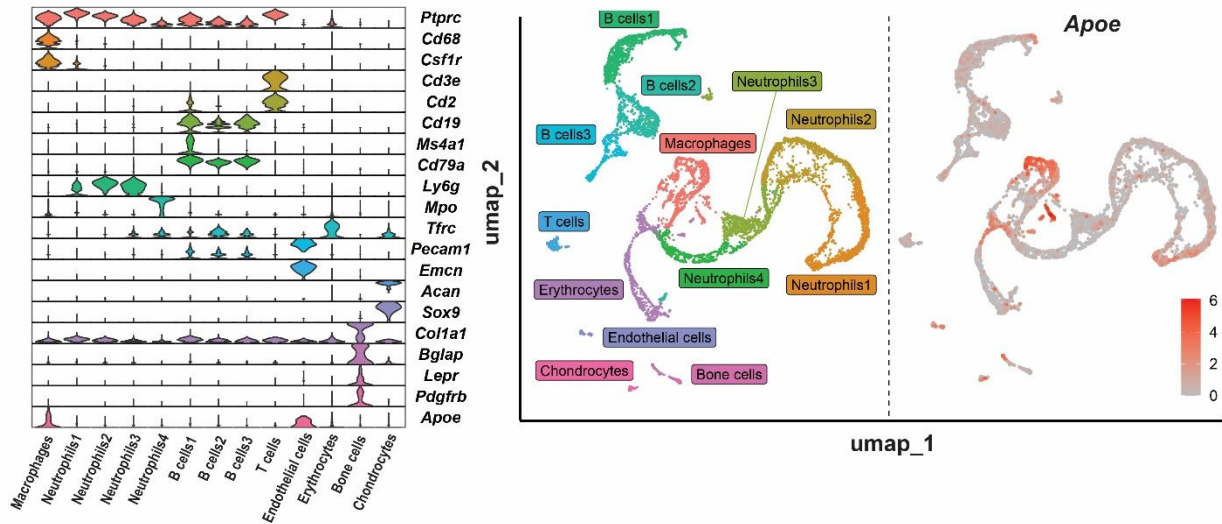 Ptprc
Cd68
Csf1r
Cd3e
Cd2
Cd19
Ms4a1
Cd79a
Ly6g
Mpo
Tfrc
Pecam1
Emcn
Acan
Sox9
Col1a1
Bglap
Lepr
Pdgfrb
Apoe
Macrophages
Neutrophils1
Neutrophils2
Neutrophils3
Neutrophils4
B cells1
B cells2
B cells3
T cells
Endothelial cells
Erythrocytes
Bone cells
Chondrocytes
umap_2
B cells1
B cells2
Neutrophils3
Neutrophils2
B cells3
Macrophages
T cells
Erythrocytes
Neutrophils4
Neutrophils1
Endothelial cells
Chondrocytes
Bone cells
Apoe
6
4
2
0
umap_1